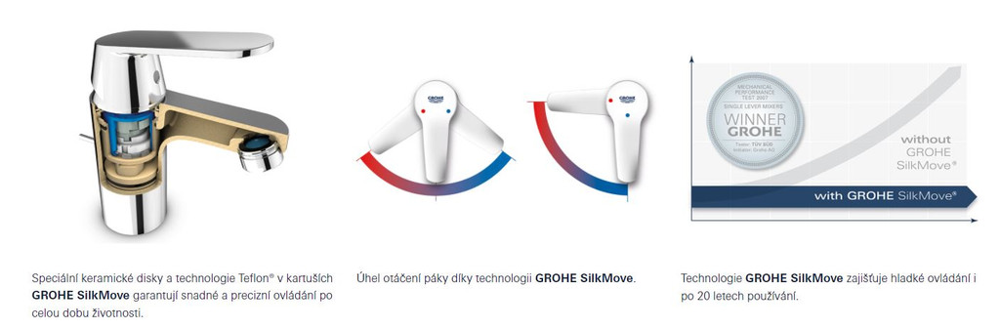 GROHE
GROHE
MECHANICAL
PERFORMANCE
TEST 2007
SINGLE LEVER MIXERS
WINNER
GROHE
Tester: TÜV SÜD
Initiator: Grohe AG
without
GROHE
SilkMove®
with GROHE SilkMove®
Speciální keramické disky a technologie Teflon® v kartuších
GROHE SilkMove garantují snadné a precizní ovládání po
celou dobu životnosti.
Úhel otáčení páky díky technologii GROHE SilkMove.
Technologie GROHE SilkMove zajišťuje hladké ovládání i
po 20 letech používání.